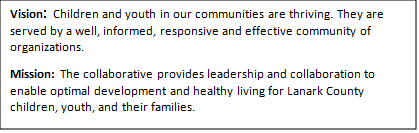 Vision: Children and youth in our communities are thriving. They are
served by a well, informed, responsive and effective community of
organizations.
Mission: The collaborative provides leadership and collaboration to
enable optimal development and healthy living for Lanark County
children, youth, and their families.